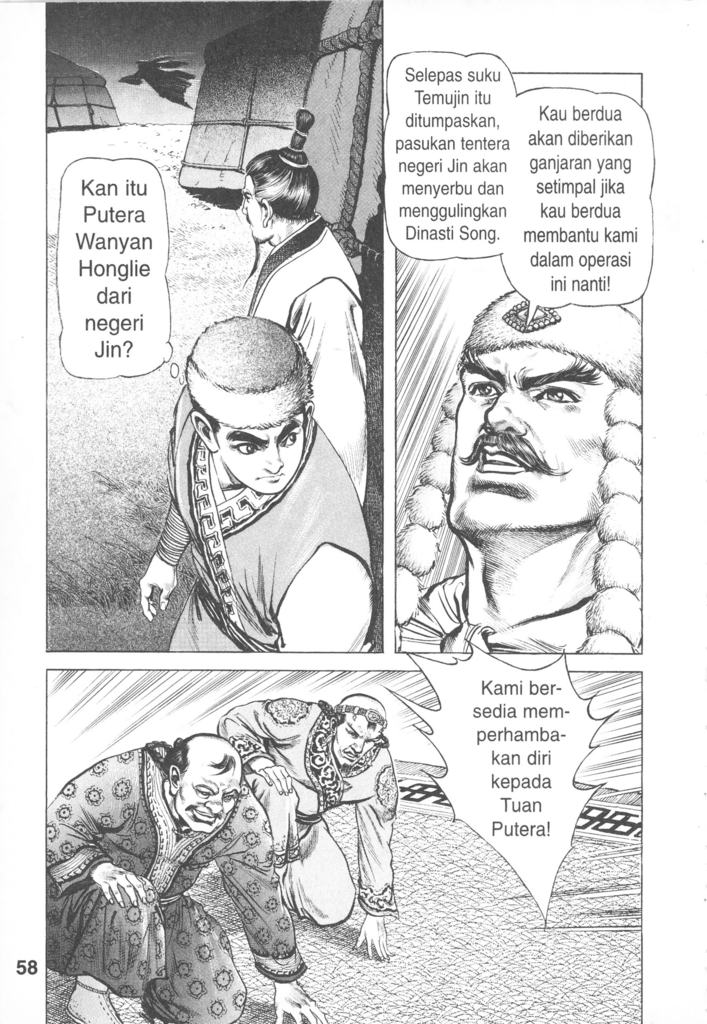 Kan itu
Putera
Wanyan
Honglie
dari
negeri
Jin?
Selepas suku
Temujin itu
ditumpaskan,
pasukan tentera
negeri Jin akan
menyerbu dan
menggulingkan
Dinasti Song.
Kau berdua
akan diberikan
ganjaran yang
setimpal jika
kau berdua
membantu kami
dalam operasi
ini nanti!
Kami ber-
sedia mem-
perhamba-
kan diri
kepada
Tuan
Putera!
58